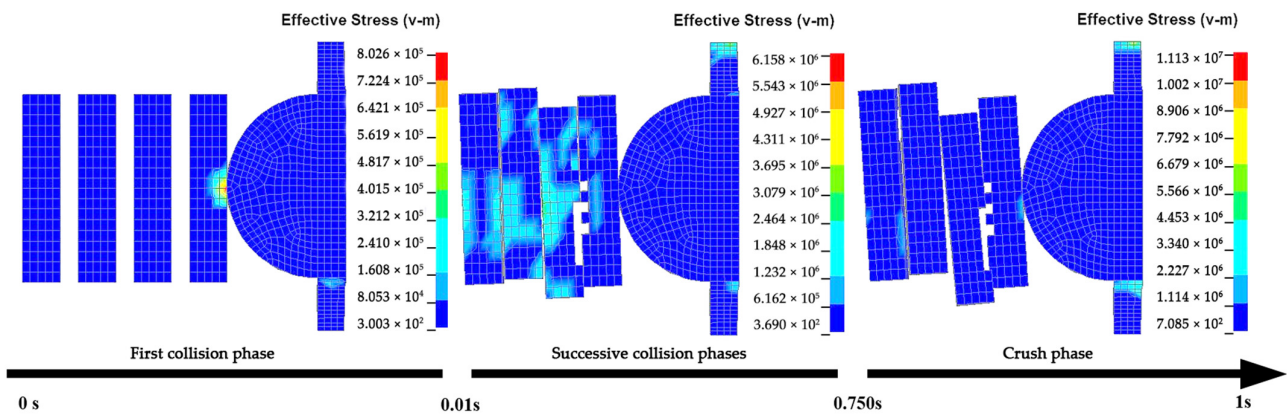 Effective Stress (v-m)
8.026 × 10⁵
7.224 × 10⁵
6.421 × 10⁵
5.619 × 10⁵
4.817 × 10⁵
4.015 × 10⁵
3.212 × 10⁵
2.410 × 10⁵
1.608 × 10⁵
8.053 × 10⁴
3.003 × 10²
Effective Stress (v-m)
6.158 × 10⁶
5.543 × 10⁶
4.927 × 10⁶
4.311 × 10⁶
3.695 × 10⁶
3.079 × 10⁶
2.464 × 10⁶
1.848 × 10⁶
1.232 × 10⁶
6.162 × 10⁵
3.690 × 10²
Effective Stress (v-m)
1.113 × 10⁷
1.002 × 10⁷
8.906 × 10⁶
7.792 × 10⁶
6.679 × 10⁶
5.566 × 10⁶
4.453 × 10⁶
3.340 × 10⁶
2.227 × 10⁶
1.114 × 10⁶
7.085 × 10²
First collision phase
Successive collision phases
Crush phase
0 s
0.01s
0.750s
1s